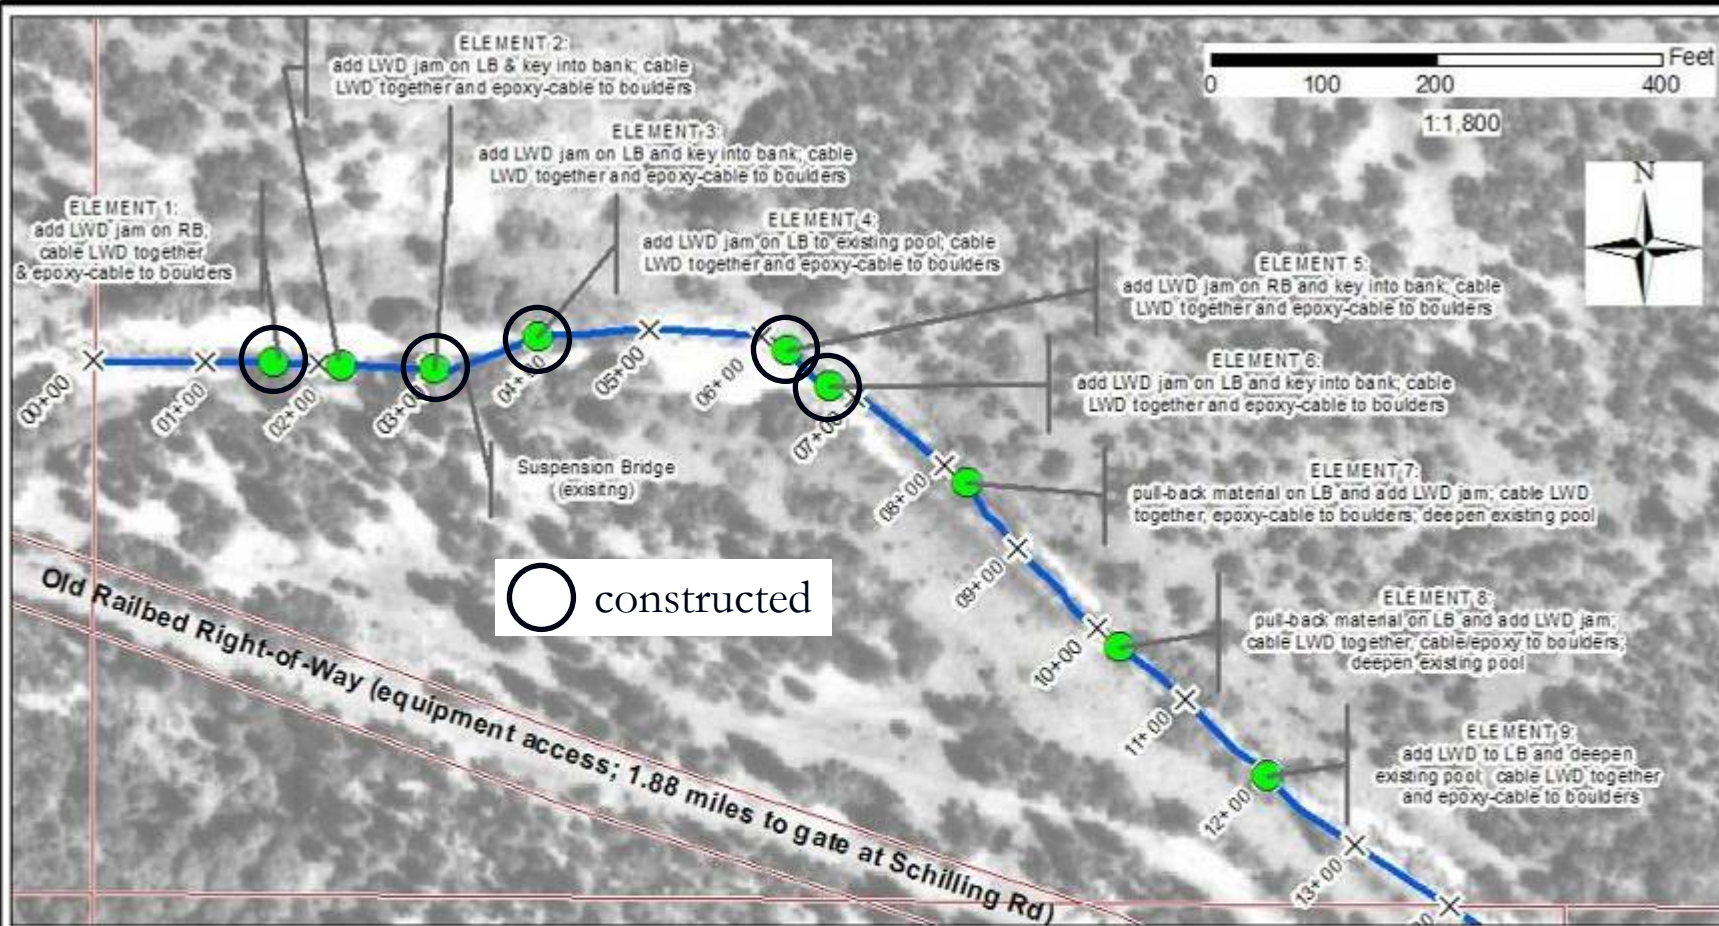 ELEMENT 2:
add LWD jam on LB & key into bank; cable
LWD together and epoxy-cable to boulders
Feet
0 100 200 400
1:1,800
ELEMENT 3:
add LWD jam on LB and key into bank; cable
LWD together and epoxy-cable to boulders
N
ELEMENT 1:
add LWD jam on RB;
cable LWD together
& epoxy-cable to boulders
ELEMENT 4:
add LWD jam on LB to existing pool; cable
LWD together and epoxy-cable to boulders
ELEMENT 5:
add LWD jam on RB and key into bank; cable
LWD together and epoxy-cable to boulders
ELEMENT 6:
add LWD jam on LB and key into bank; cable
LWD together and epoxy-cable to boulders
00+00
01+00
02+00
03+00
04+00
05+00
06+00
07+00
08+00
09+00
10+00
11+00
12+00
13+00
Suspension Bridge
(exisitng)
ELEMENT 7:
pull-back material on LB and add LWD jam; cable LWD
together, epoxy-cable to boulders; deepen existing pool
constructed
ELEMENT 8:
pull-back material on LB and add LWD jam;
cable LWD together, cable/epoxy to boulders;
deepen existing pool
Old Railbed Right-of-Way (equipment access; 1.88 miles to gate at Schilling Rd)
ELEMENT 9:
add LWD to LB and deepen
existing pool; cable LWD together
and epoxy-cable to boulders